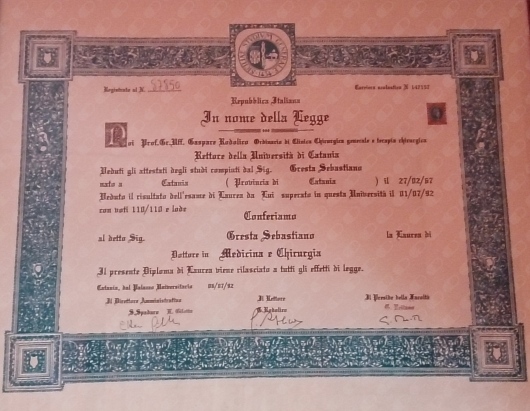 Registrato al N. 57850
Carriera scolastica N 142152
Repubblica Italiana
In nome della Legge
Noi Prof.Gr.Uff. Gaspare Rodolico Ordinario di Clinica Chirurgica generale e terapia chirurgica
Rettore della Università di Catania
Veduti gli attestati degli studi compiuti dal Sig. Gresta Sebastiano
nato a Catania ( Provincia di Catania ) il 27/02/57
Veduto il risultato dell'esame di Laurea da Lui superato in questa Università il 01/07/82
con voti 110/110 e lode
Conferiamo
al detto Sig. Gresta Sebastiano la Laurea di
Dottore in Medicina e Chirurgia
Il presente Diploma di Laurea viene rilasciato a tutti gli effetti di legge.
Catania, dal Palazzo Universitario
Il Direttore Amministrativo Il Rettore Il Preside della Facoltà
G. Rodolico